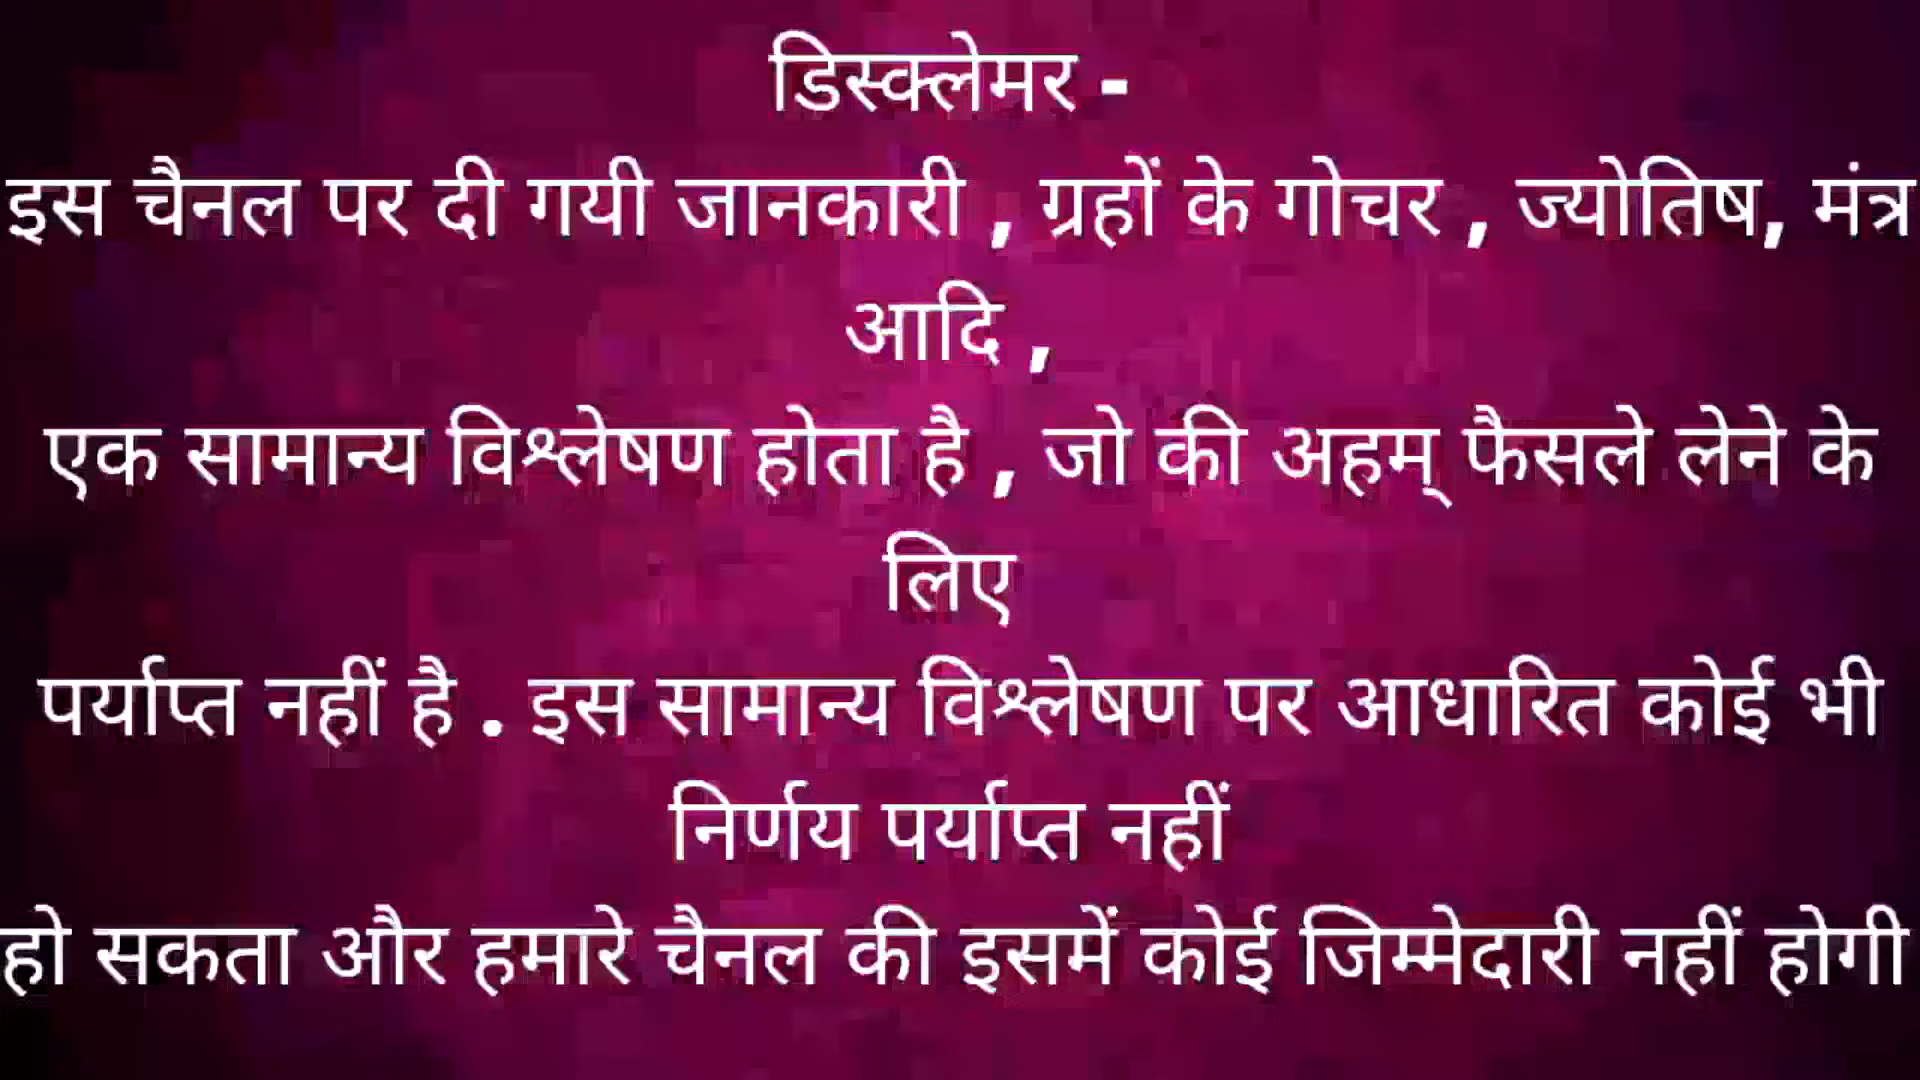 डिस्क्लेमर -
इस चैनल पर दी गयी जानकारी , ग्रहों के गोचर , ज्योतिष, मंत्र
आदि ,
एक सामान्य विश्लेषण होता है , जो की अहम् फैसले लेने के
लिए
पर्याप्त नहीं है . इस सामान्य विश्लेषण पर आधारित कोई भी
निर्णय पर्याप्त नहीं
हो सकता और हमारे चैनल की इसमें कोई जिम्मेदारी नहीं होगी